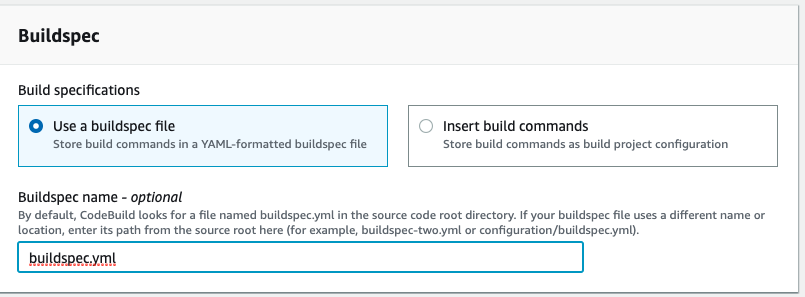 Buildspec
Build specifications
Use a buildspec file
Store build commands in a YAML-formatted buildspec file
Insert build commands
Store build commands as build project configuration
Buildspec name - optional
By default, CodeBuild looks for a file named buildspec.yml in the source code root directory. If your buildspec file uses a different name or
location, enter its path from the source root here (for example, buildspec-two.yml or configuration/buildspec.yml).
buildspec.yml